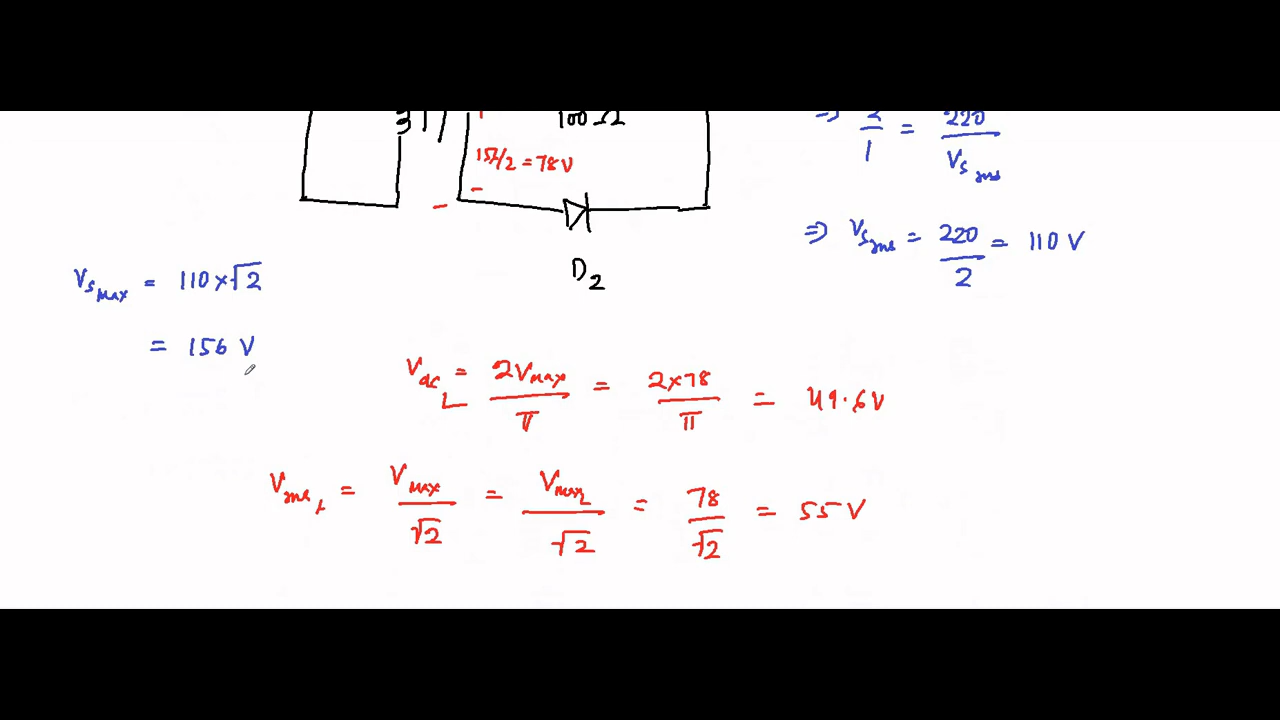 100Ω
157/2 = 78 V
D2
⇒ 2/1 = 220/Vs rms
⇒ Vs rms = 220/2 = 110 V
Vs max = 110 × √2
= 156 V
Vdc L = 2Vmax/π = 2×78/π = 49.6 V
Vrms L = Vmax/√2 = Vmax L/√2 = 78/√2 = 55 V